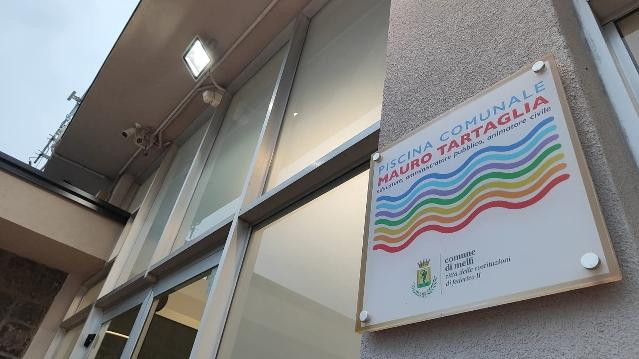 PISCINA COMUNALE
MAURO TARTAGLIA
educatore, amministratore pubblico, animatore civile
comune
di melfi
città delle costituzioni
di federico II